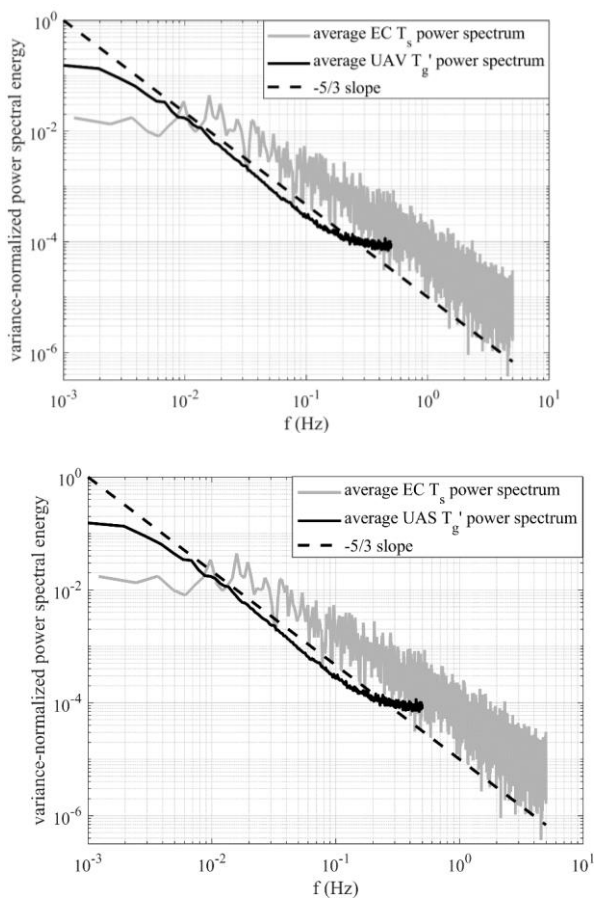 10^0
10^-2
10^-4
10^-6
variance-normalized power spectral energy
average EC T_s power spectrum
average UAV T_g' power spectrum
-5/3 slope
10^-3
10^-2
10^-1
10^0
10^1
f (Hz)
10^0
10^-2
10^-4
10^-6
variance-normalized power spectral energy
average EC T_s power spectrum
average UAS T_g' power spectrum
-5/3 slope
10^-3
10^-2
10^-1
10^0
10^1
f (Hz)